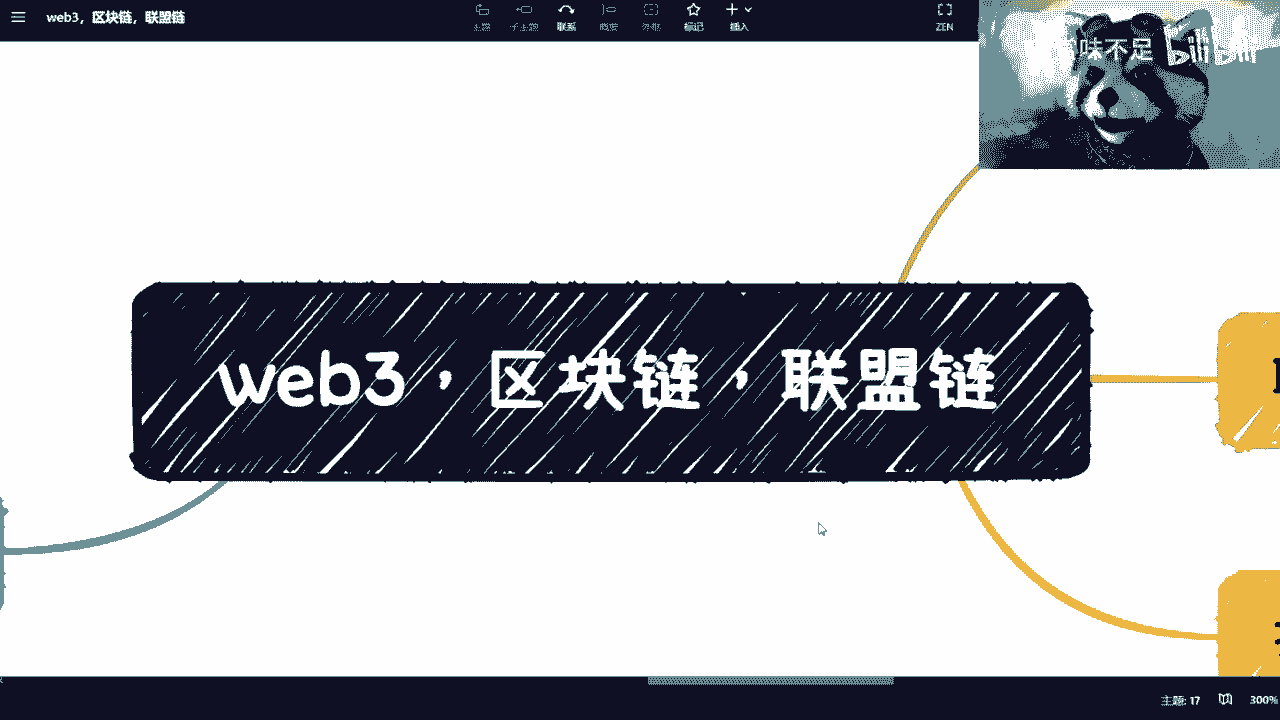 web3，区块链，联盟链
主题
子主题
联系
概要
外框
标记
插入
ZEN
味不足 bilibili
web3，区块链，联盟链
主题: 17
300%